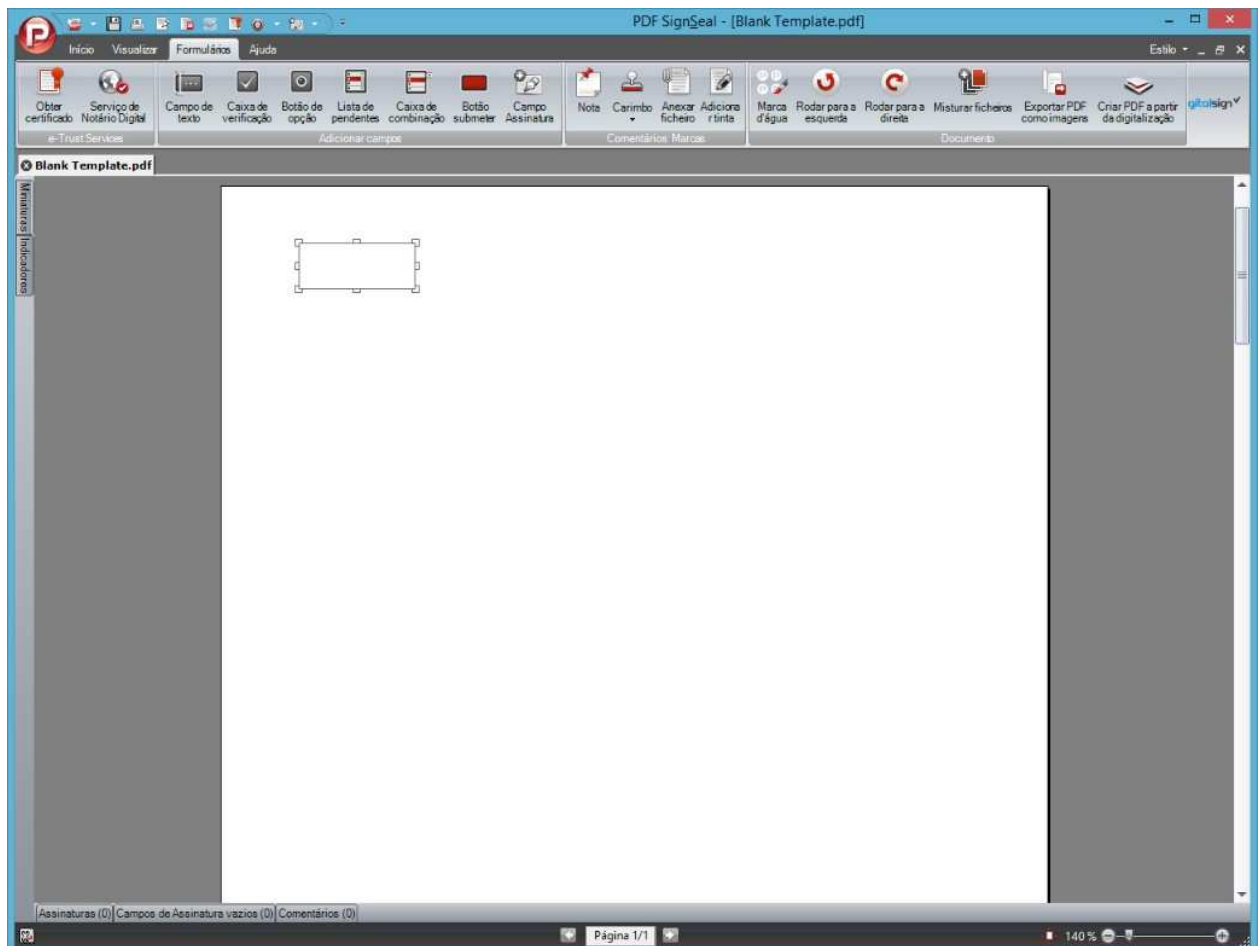 PDF SignSeal - [Blank Template.pdf]
Início Visualizar Formulários Ajuda Estilo
Obter certificado
Serviço de Notário Digital
e-Trust Services
Campo de texto
Caixa de verificação
Botão de opção
Lista de pendentes
Caixa de combinação
Botão submeter
Campo Assinatura
Adicionar campos
Nota
Carimbo
Anexar ficheiro
Adiciona r tinta
Comentários Marcas
Marca d'água
Rodar para a esquerda
Rodar para a direita
Misturar ficheiros
Exportar PDF como imagens
Criar PDF a partir da digitalização
Documento
gitalsign
Blank Template.pdf
Miniaturas
Indicadores
Assinaturas (0) Campos de Assinatura vazios (0) Comentários (0)
Página 1/1
140 %